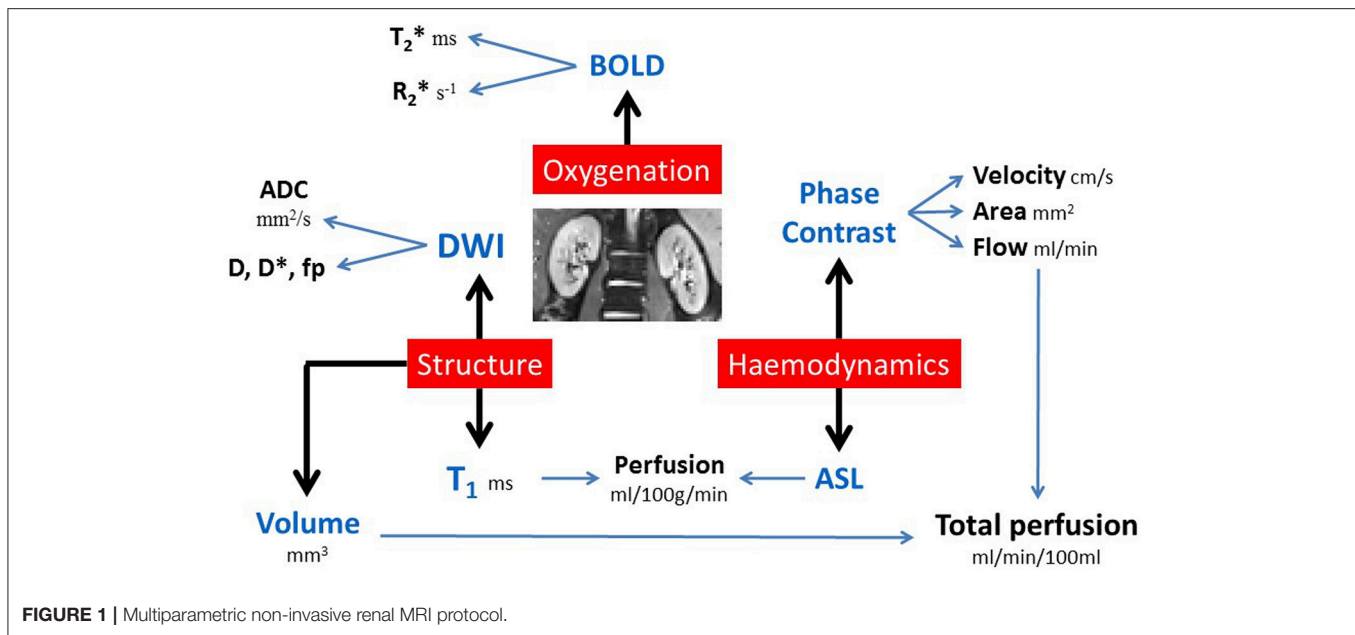 T₂* ms
BOLD
R₂* s⁻¹
Oxygenation
ADC
mm²/s
DWI
D, D*, fp
Phase
Contrast
Velocity cm/s
Area mm²
Flow ml/min
Structure
Haemodynamics
T₁ ms
Perfusion
ml/100g/min
ASL
Volume
mm³
Total perfusion
ml/min/100ml
FIGURE 1 | Multiparametric non-invasive renal MRI protocol.